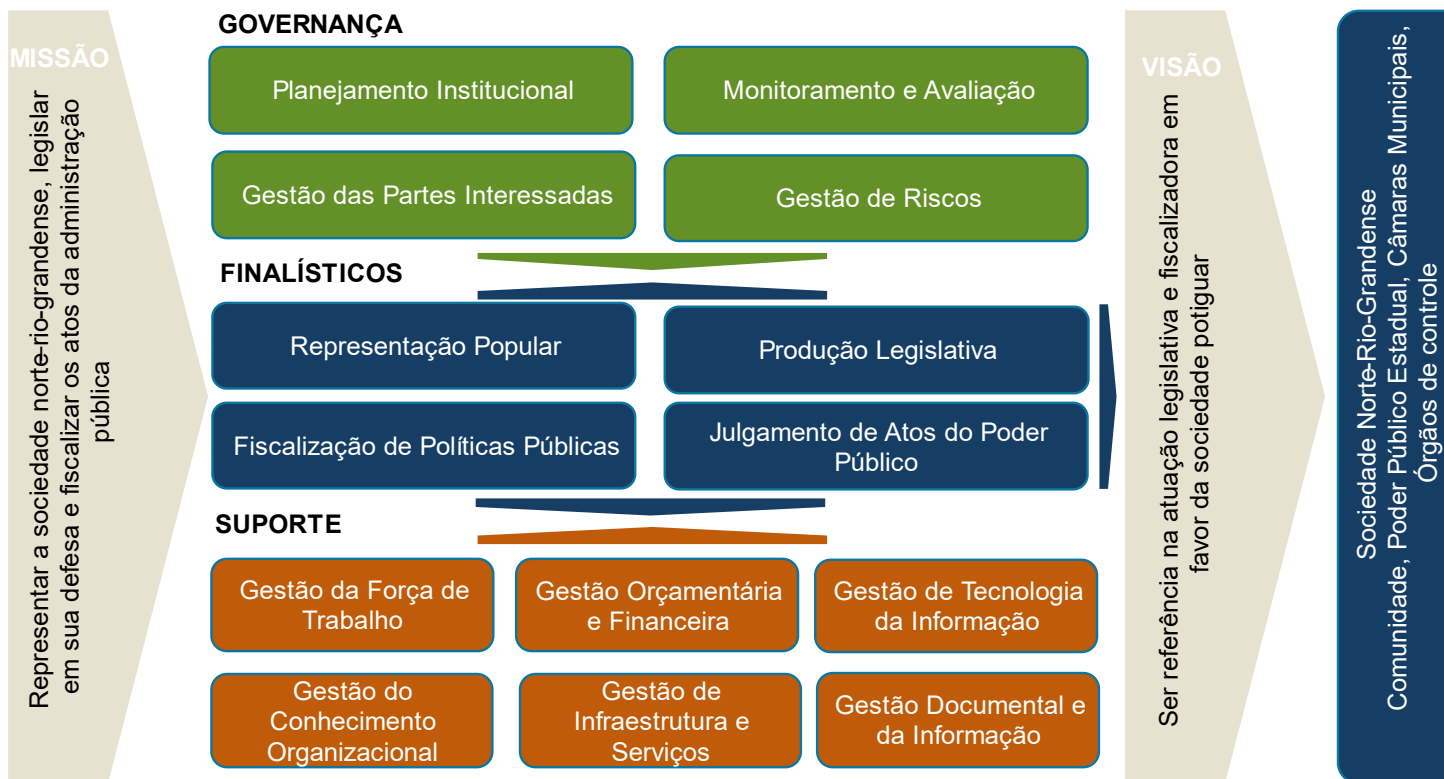 MISSÃO
Representar a sociedade norte-rio-grandense, legislar
em sua defesa e fiscalizar os atos da administração
pública
GOVERNANÇA
Planejamento Institucional
Monitoramento e Avaliação
Gestão das Partes Interessadas
Gestão de Riscos
FINALÍSTICOS
Representação Popular
Produção Legislativa
Fiscalização de Políticas Públicas
Julgamento de Atos do Poder
Público
SUPORTE
Gestão da Força de
Trabalho
Gestão Orçamentária
e Financeira
Gestão de Tecnologia
da Informação
Gestão do
Conhecimento
Organizacional
Gestão de
Infraestrutura e
Serviços
Gestão Documental e
da Informação
VISÃO
Ser referência na atuação legislativa e fiscalizadora em
favor da sociedade potiguar
Sociedade Norte-Rio-Grandense
Comunidade, Poder Público Estadual, Câmaras Municipais,
Órgãos de controle